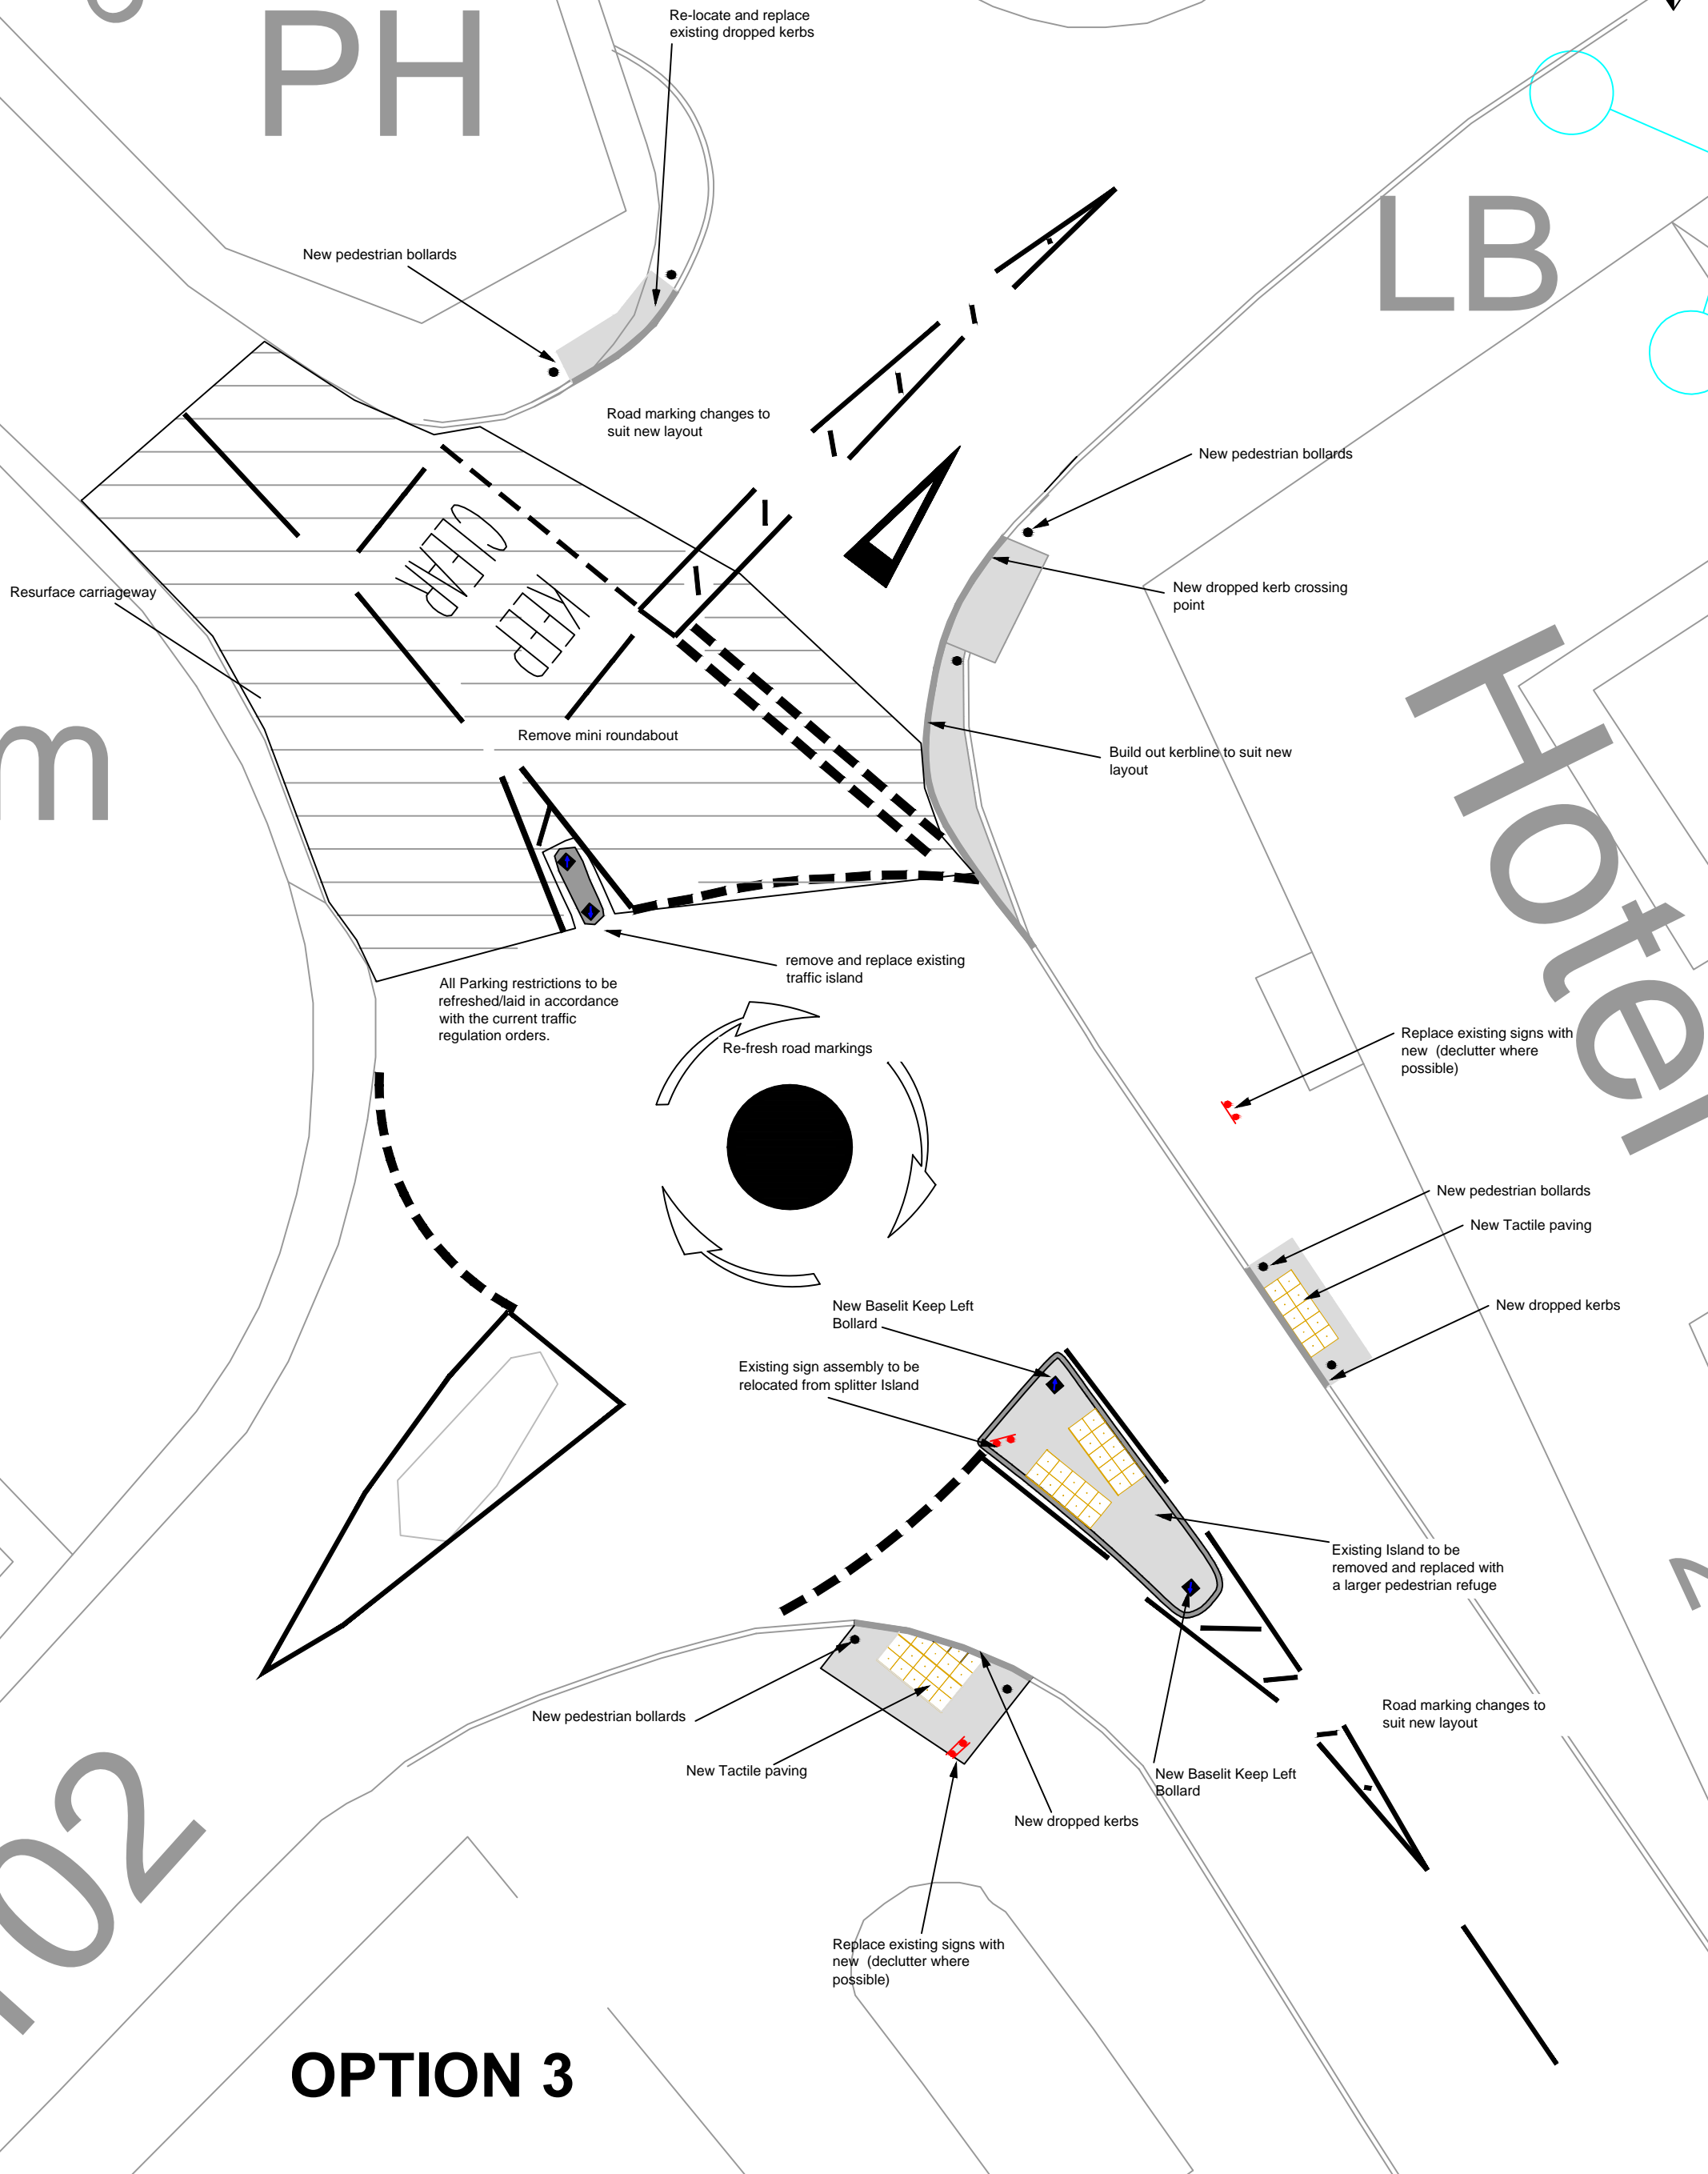 Re-locate and replace
existing dropped kerbs
PH
LB
New pedestrian bollards
Road marking changes to
suit new layout
New pedestrian bollards
KEEP
CLEAR
Resurface carriageway
New dropped kerb crossing
point
Hotel
m
Remove mini roundabout
Build out kerbline to suit new
layout
remove and replace existing
traffic island
All Parking restrictions to be
refreshed/laid in accordance
with the current traffic
regulation orders.
Re-fresh road markings
Replace existing signs with
new (declutter where
possible)
New pedestrian bollards
New Tactile paving
New dropped kerbs
New Baselit Keep Left
Bollard
Existing sign assembly to be
relocated from splitter Island
Existing Island to be
removed and replaced with
a larger pedestrian refuge
New pedestrian bollards
New Tactile paving
Road marking changes to
suit new layout
New Baselit Keep Left
Bollard
New dropped kerbs
102
Replace existing signs with
new (declutter where
possible)
OPTION 3